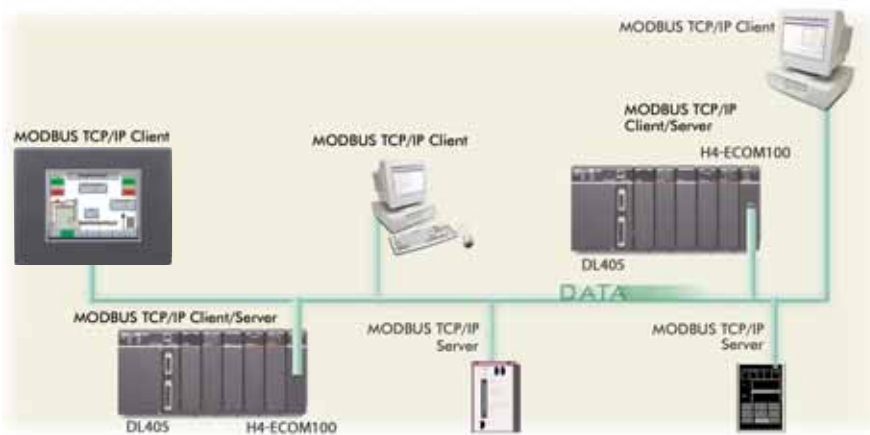 MODBUS TCP/IP Client
MODBUS TCP/IP
Client/Server
H4-ECOM100
MODBUS TCP/IP Client
MODBUS TCP/IP Client
DL405
DATA
MODBUS TCP/IP Client/Server
DL405
H4-ECOM100
MODBUS TCP/IP
Server
MODBUS TCP/IP
Server